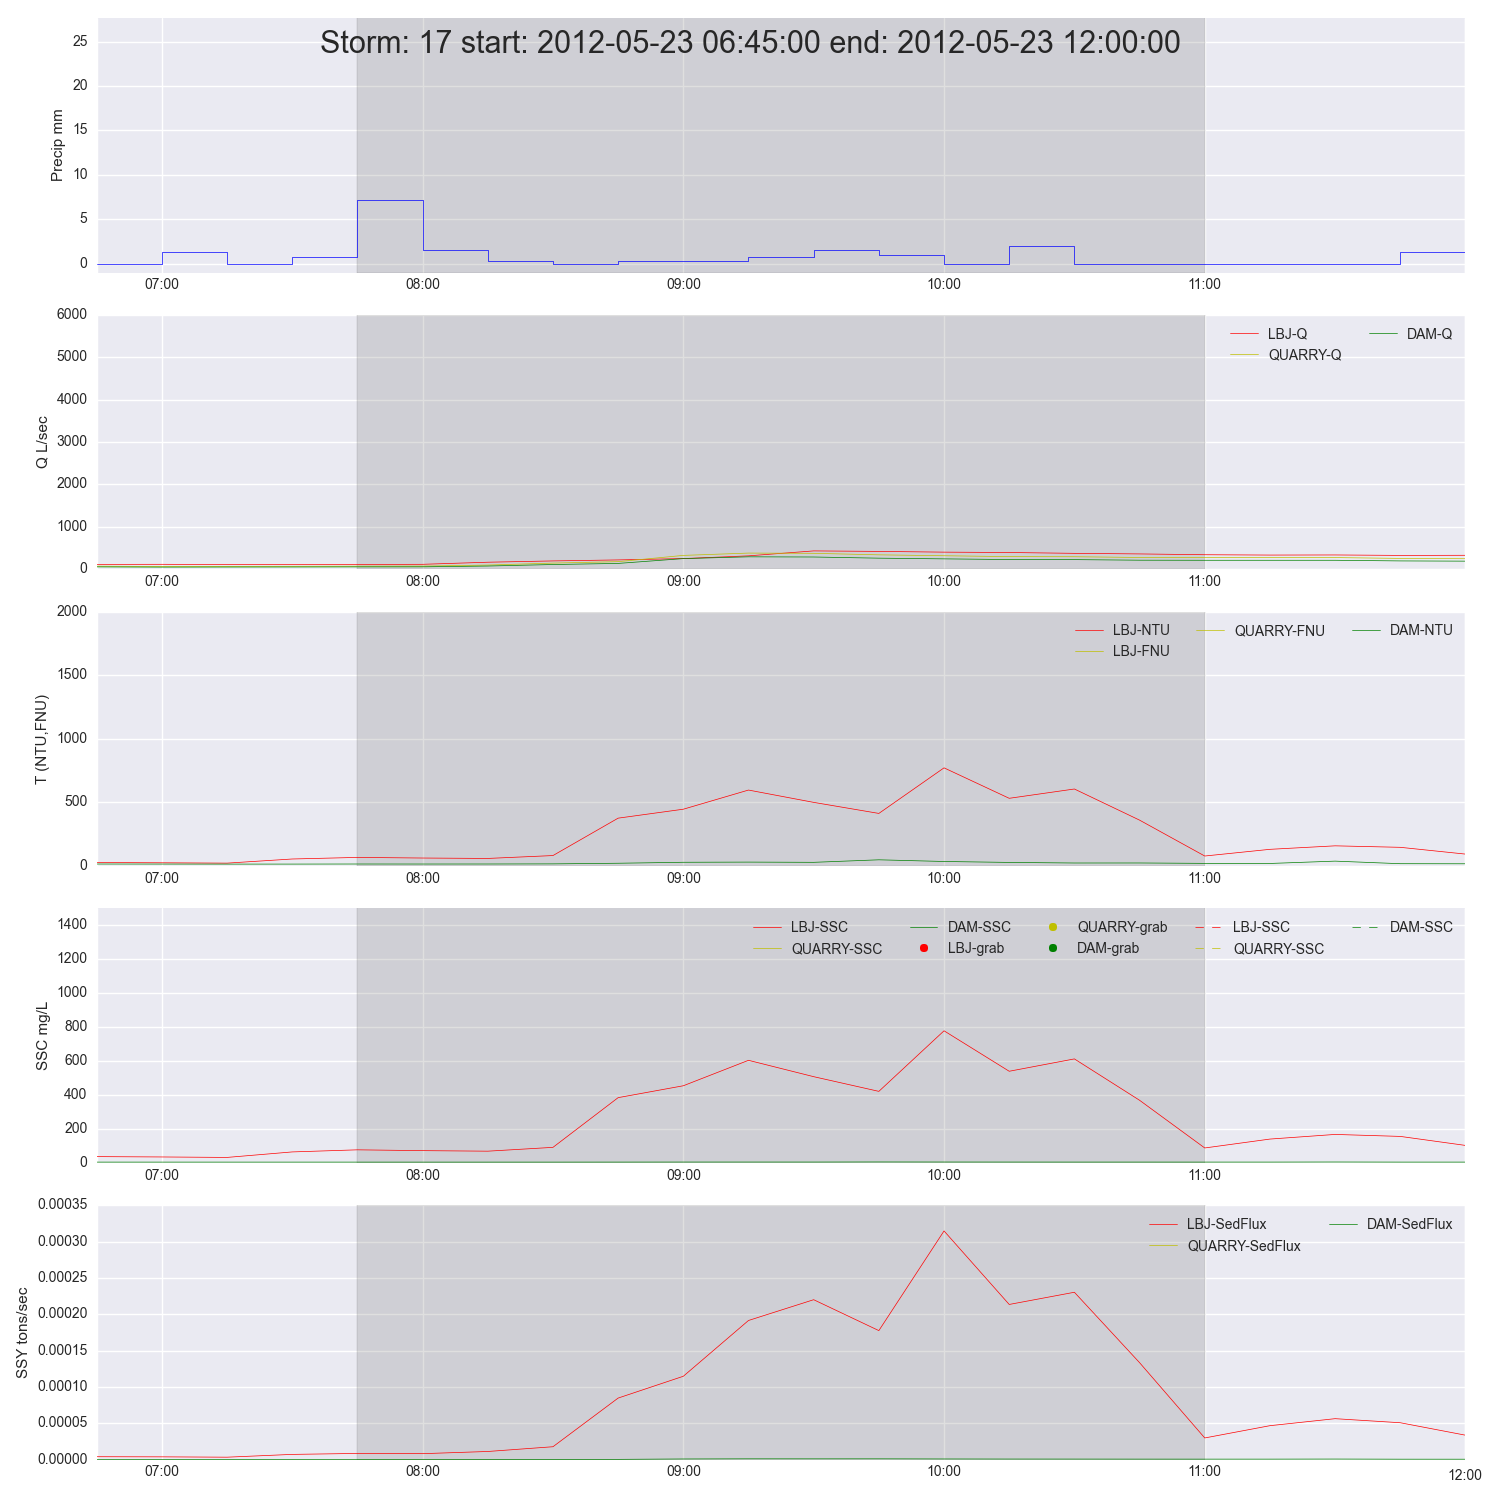 Storm: 17 start: 2012-05-23 06:45:00 end: 2012-05-23 12:00:00
Precip mm
25
20
15
10
5
0
07:00 08:00 09:00 10:00 11:00
Q L/sec
6000
5000
4000
3000
2000
1000
0
LBJ-Q DAM-Q
QUARRY-Q
07:00 08:00 09:00 10:00 11:00
T (NTU,FNU)
2000
1500
1000
500
0
LBJ-NTU QUARRY-FNU DAM-NTU
LBJ-FNU
07:00 08:00 09:00 10:00 11:00
SSC mg/L
1400
1200
1000
800
600
400
200
0
LBJ-SSC DAM-SSC QUARRY-grab LBJ-SSC DAM-SSC
QUARRY-SSC LBJ-grab DAM-grab QUARRY-SSC
07:00 08:00 09:00 10:00 11:00
SSY tons/sec
0.00035
0.00030
0.00025
0.00020
0.00015
0.00010
0.00005
0.00000
LBJ-SedFlux DAM-SedFlux
QUARRY-SedFlux
07:00 08:00 09:00 10:00 11:00 12:00